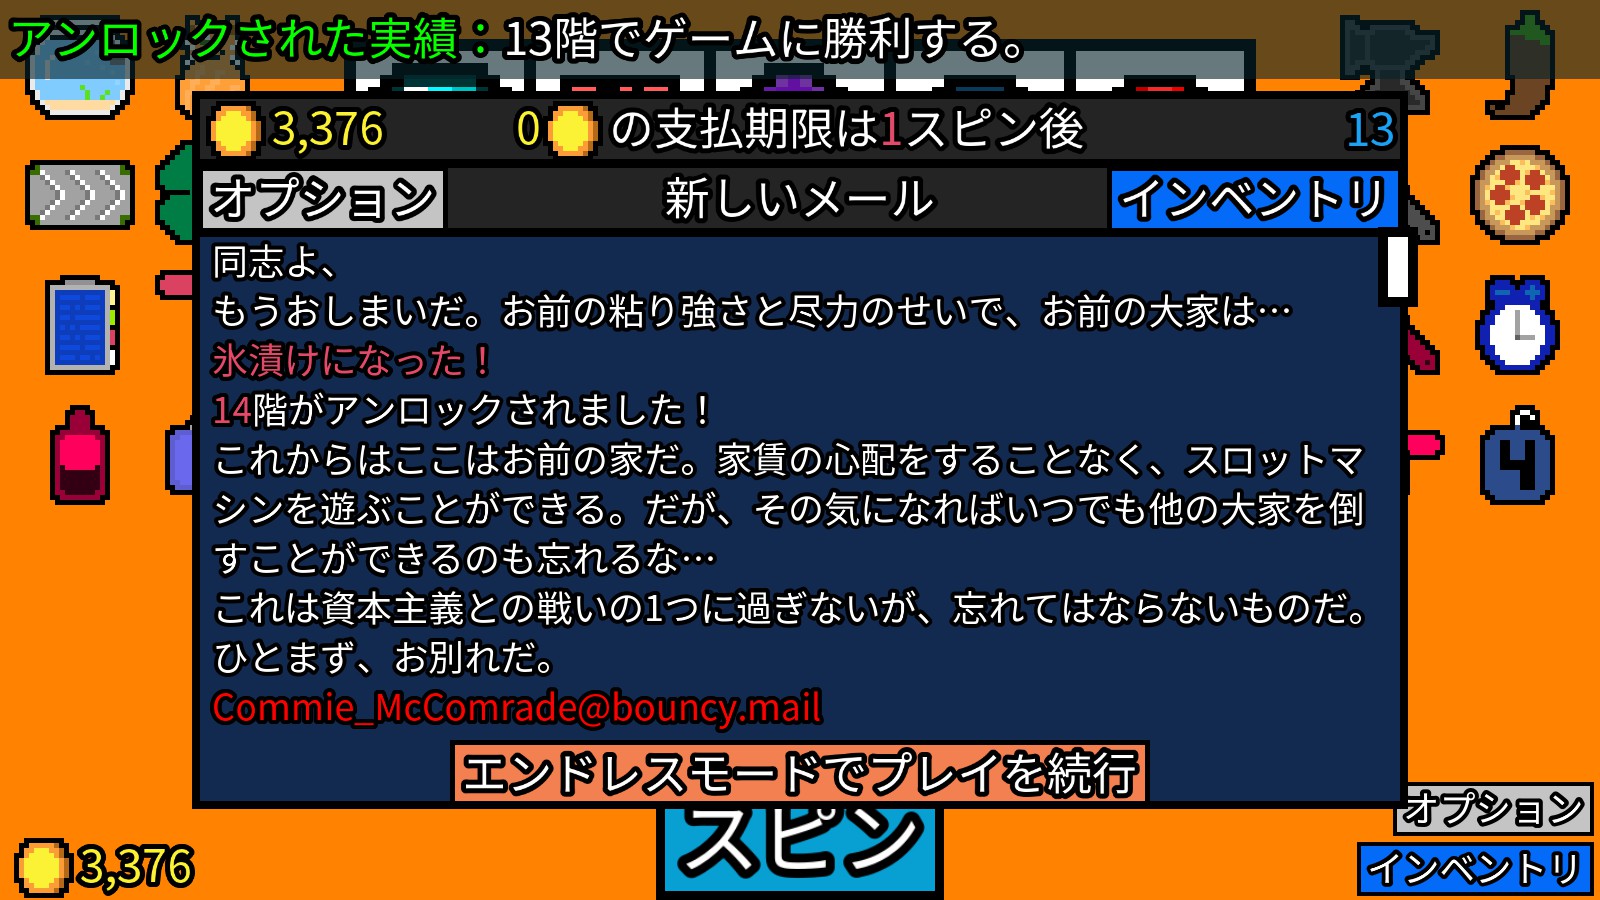 アンロックされた実績：13階でゲームに勝利する。
3,376 0 の支払期限は1スピン後 13
オプション 新しいメール インベントリ
同志よ、
もうおしまいだ。お前の粘り強さと尽力のせいで、お前の大家は…
氷漬けになった！
14階がアンロックされました！
これからはここはお前の家だ。家賃の心配をすることなく、スロットマ
シンを遊ぶことができる。だが、その気になればいつでも他の大家を倒
すことができるのも忘れるな…
これは資本主義との戦いの1つに過ぎないが、忘れてはならないものだ。
ひとまず、お別れだ。
Commie_McComrade@bouncy.mail
エンドレスモードでプレイを続行
4
スピン
オプション
3,376
インベントリ